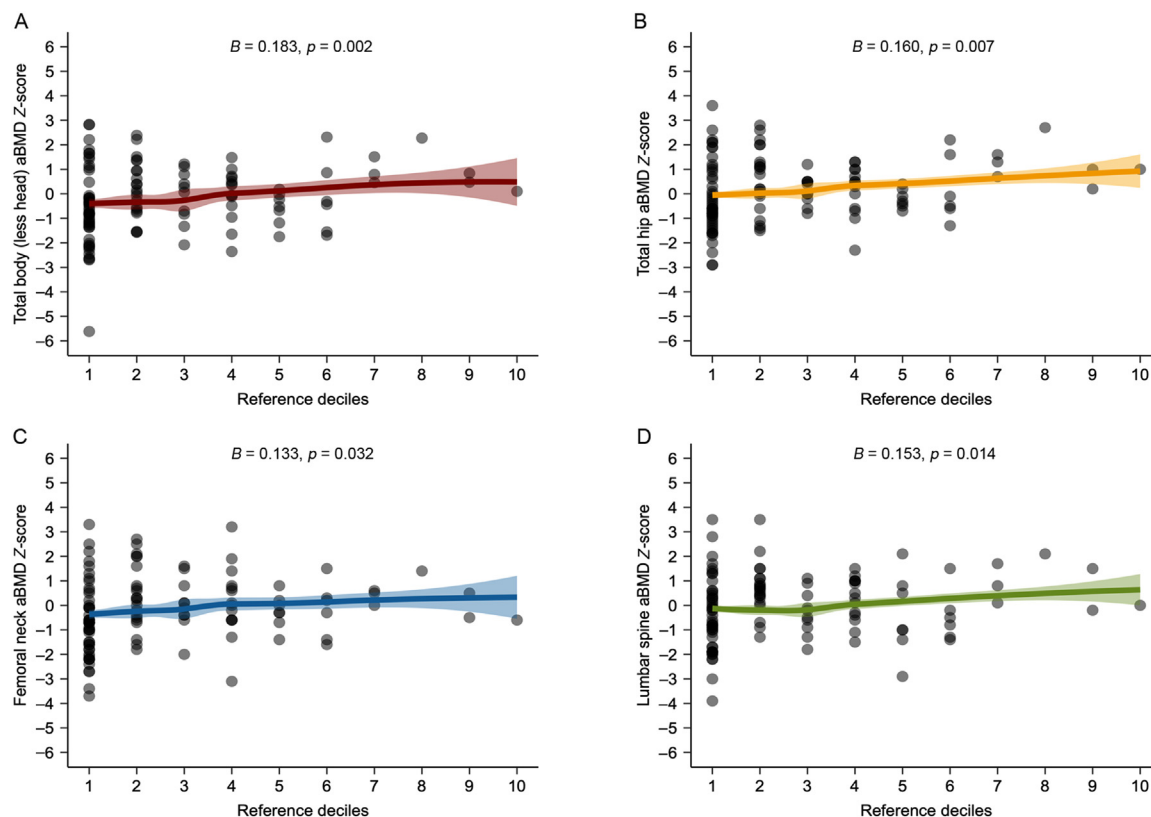 A
B = 0.183, p = 0.002
Total body (less head) aBMD Z-score
6
5
4
3
2
1
0
–1
–2
–3
–4
–5
–6
1 2 3 4 5 6 7 8 9 10
Reference deciles
B
B = 0.160, p = 0.007
Total hip aBMD Z-score
6
5
4
3
2
1
0
–1
–2
–3
–4
–5
–6
1 2 3 4 5 6 7 8 9 10
Reference deciles
C
B = 0.133, p = 0.032
Femoral neck aBMD Z-score
6
5
4
3
2
1
0
–1
–2
–3
–4
–5
–6
1 2 3 4 5 6 7 8 9 10
Reference deciles
D
B = 0.153, p = 0.014
Lumbar spine aBMD Z-score
6
5
4
3
2
1
0
–1
–2
–3
–4
–5
–6
1 2 3 4 5 6 7 8 9 10
Reference deciles